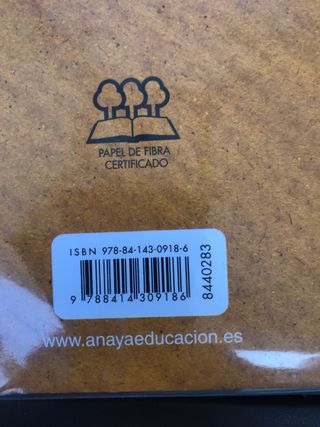 PAPEL DE FIBRA
CERTIFICADO
ISBN 978-84-143-0918-6
9 788414 309186
8440283
www.anayaeducacion.es